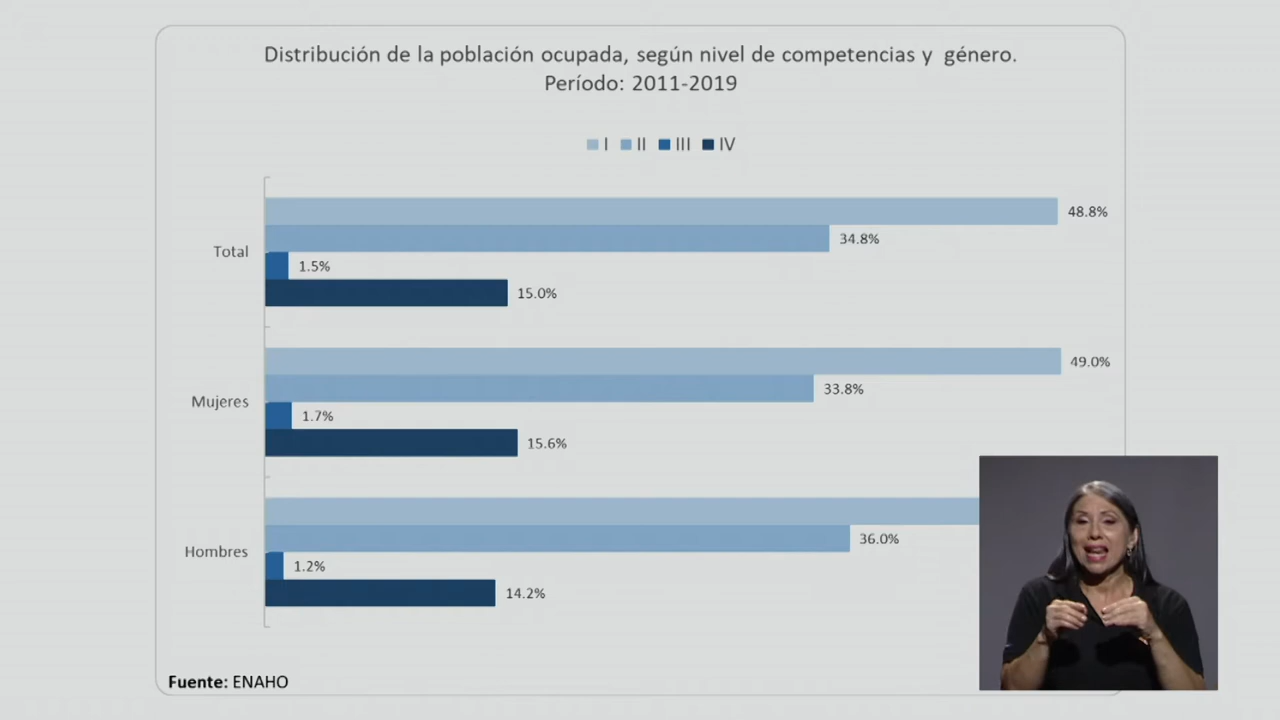 Distribución de la población ocupada, según nivel de competencias y género.
Período: 2011-2019
I II III IV
48.8%
34.8%
Total
1.5%
15.0%
49.0%
33.8%
Mujeres
1.7%
15.6%
36.0%
Hombres
1.2%
14.2%
Fuente: ENAHO